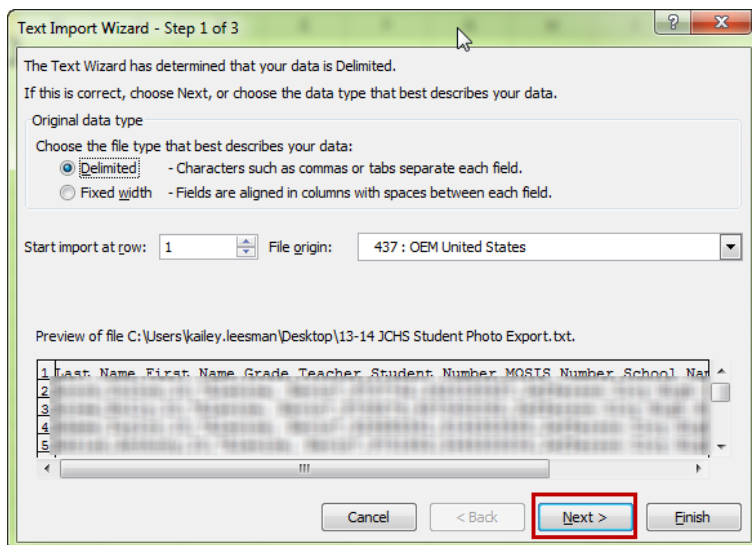 Text Import Wizard - Step 1 of 3
The Text Wizard has determined that your data is Delimited.
If this is correct, choose Next, or choose the data type that best describes your data.
Original data type
Choose the file type that best describes your data:
Delimited - Characters such as commas or tabs separate each field.
Fixed width - Fields are aligned in columns with spaces between each field.
Start import at row: 1 File origin: 437 : OEM United States
Preview of file C:\Users\kailey.leesman\Desktop\13-14 JCHS Student Photo Export.txt.
1 Last Name First Name Grade Teacher Student Number MOSIS Number School Nam
2
3
4
5
Cancel < Back Next > Finish